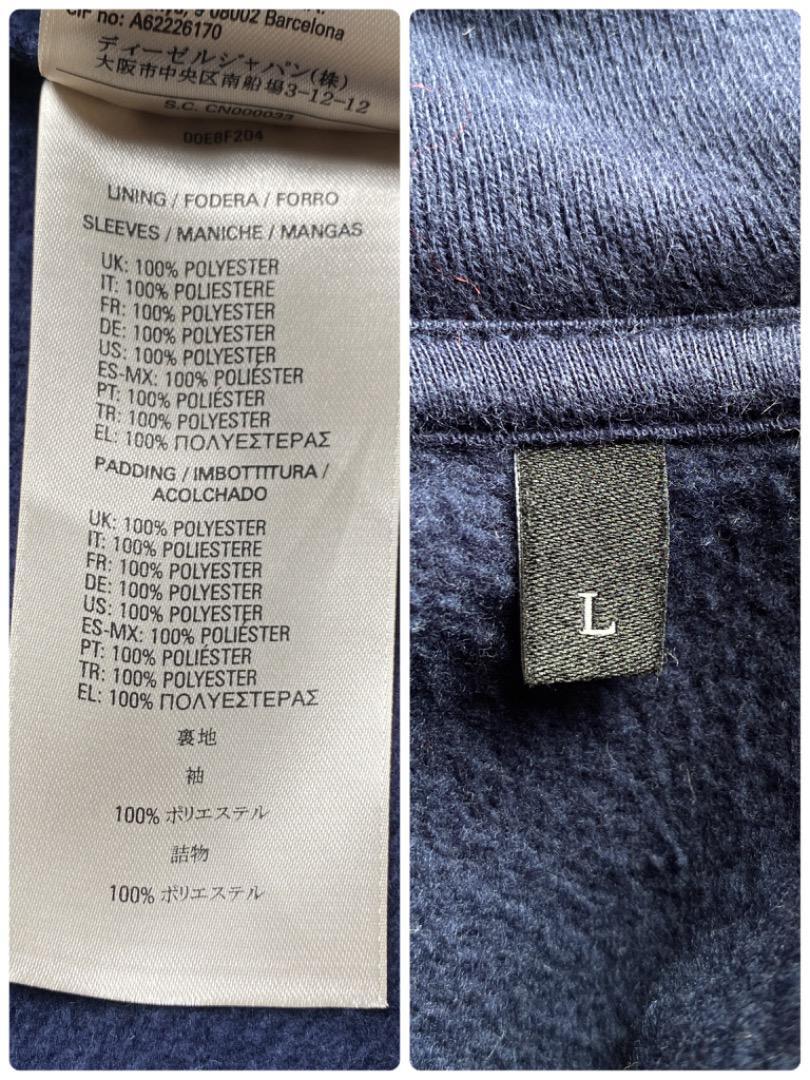 9 08002 Barcelona
CIF no: A62226170
ディーゼルジャパン(株)
大阪市中央区南船場3-12-12
S.C. CN000033
00E8F204
LINING / FODERA / FORRO
SLEEVES / MANICHE / MANGAS
UK: 100% POLYESTER
IT: 100% POLIESTERE
FR: 100% POLYESTER
DE: 100% POLYESTER
US: 100% POLYESTER
ES-MX: 100% POLIÉSTER
PT: 100% POLIÉSTER
TR: 100% POLYESTER
EL: 100% ΠΟΛΥΕΣΤΕΡΑΣ
PADDING / IMBOTTITURA /
ACOLCHADO
UK: 100% POLYESTER
IT: 100% POLIESTERE
FR: 100% POLYESTER
DE: 100% POLYESTER
US: 100% POLYESTER
ES-MX: 100% POLIÉSTER
PT: 100% POLIÉSTER
TR: 100% POLYESTER
EL: 100% ΠΟΛΥΕΣΤΕΡΑΣ
裏地
袖
100% ポリエステル
詰物
100% ポリエステル
L